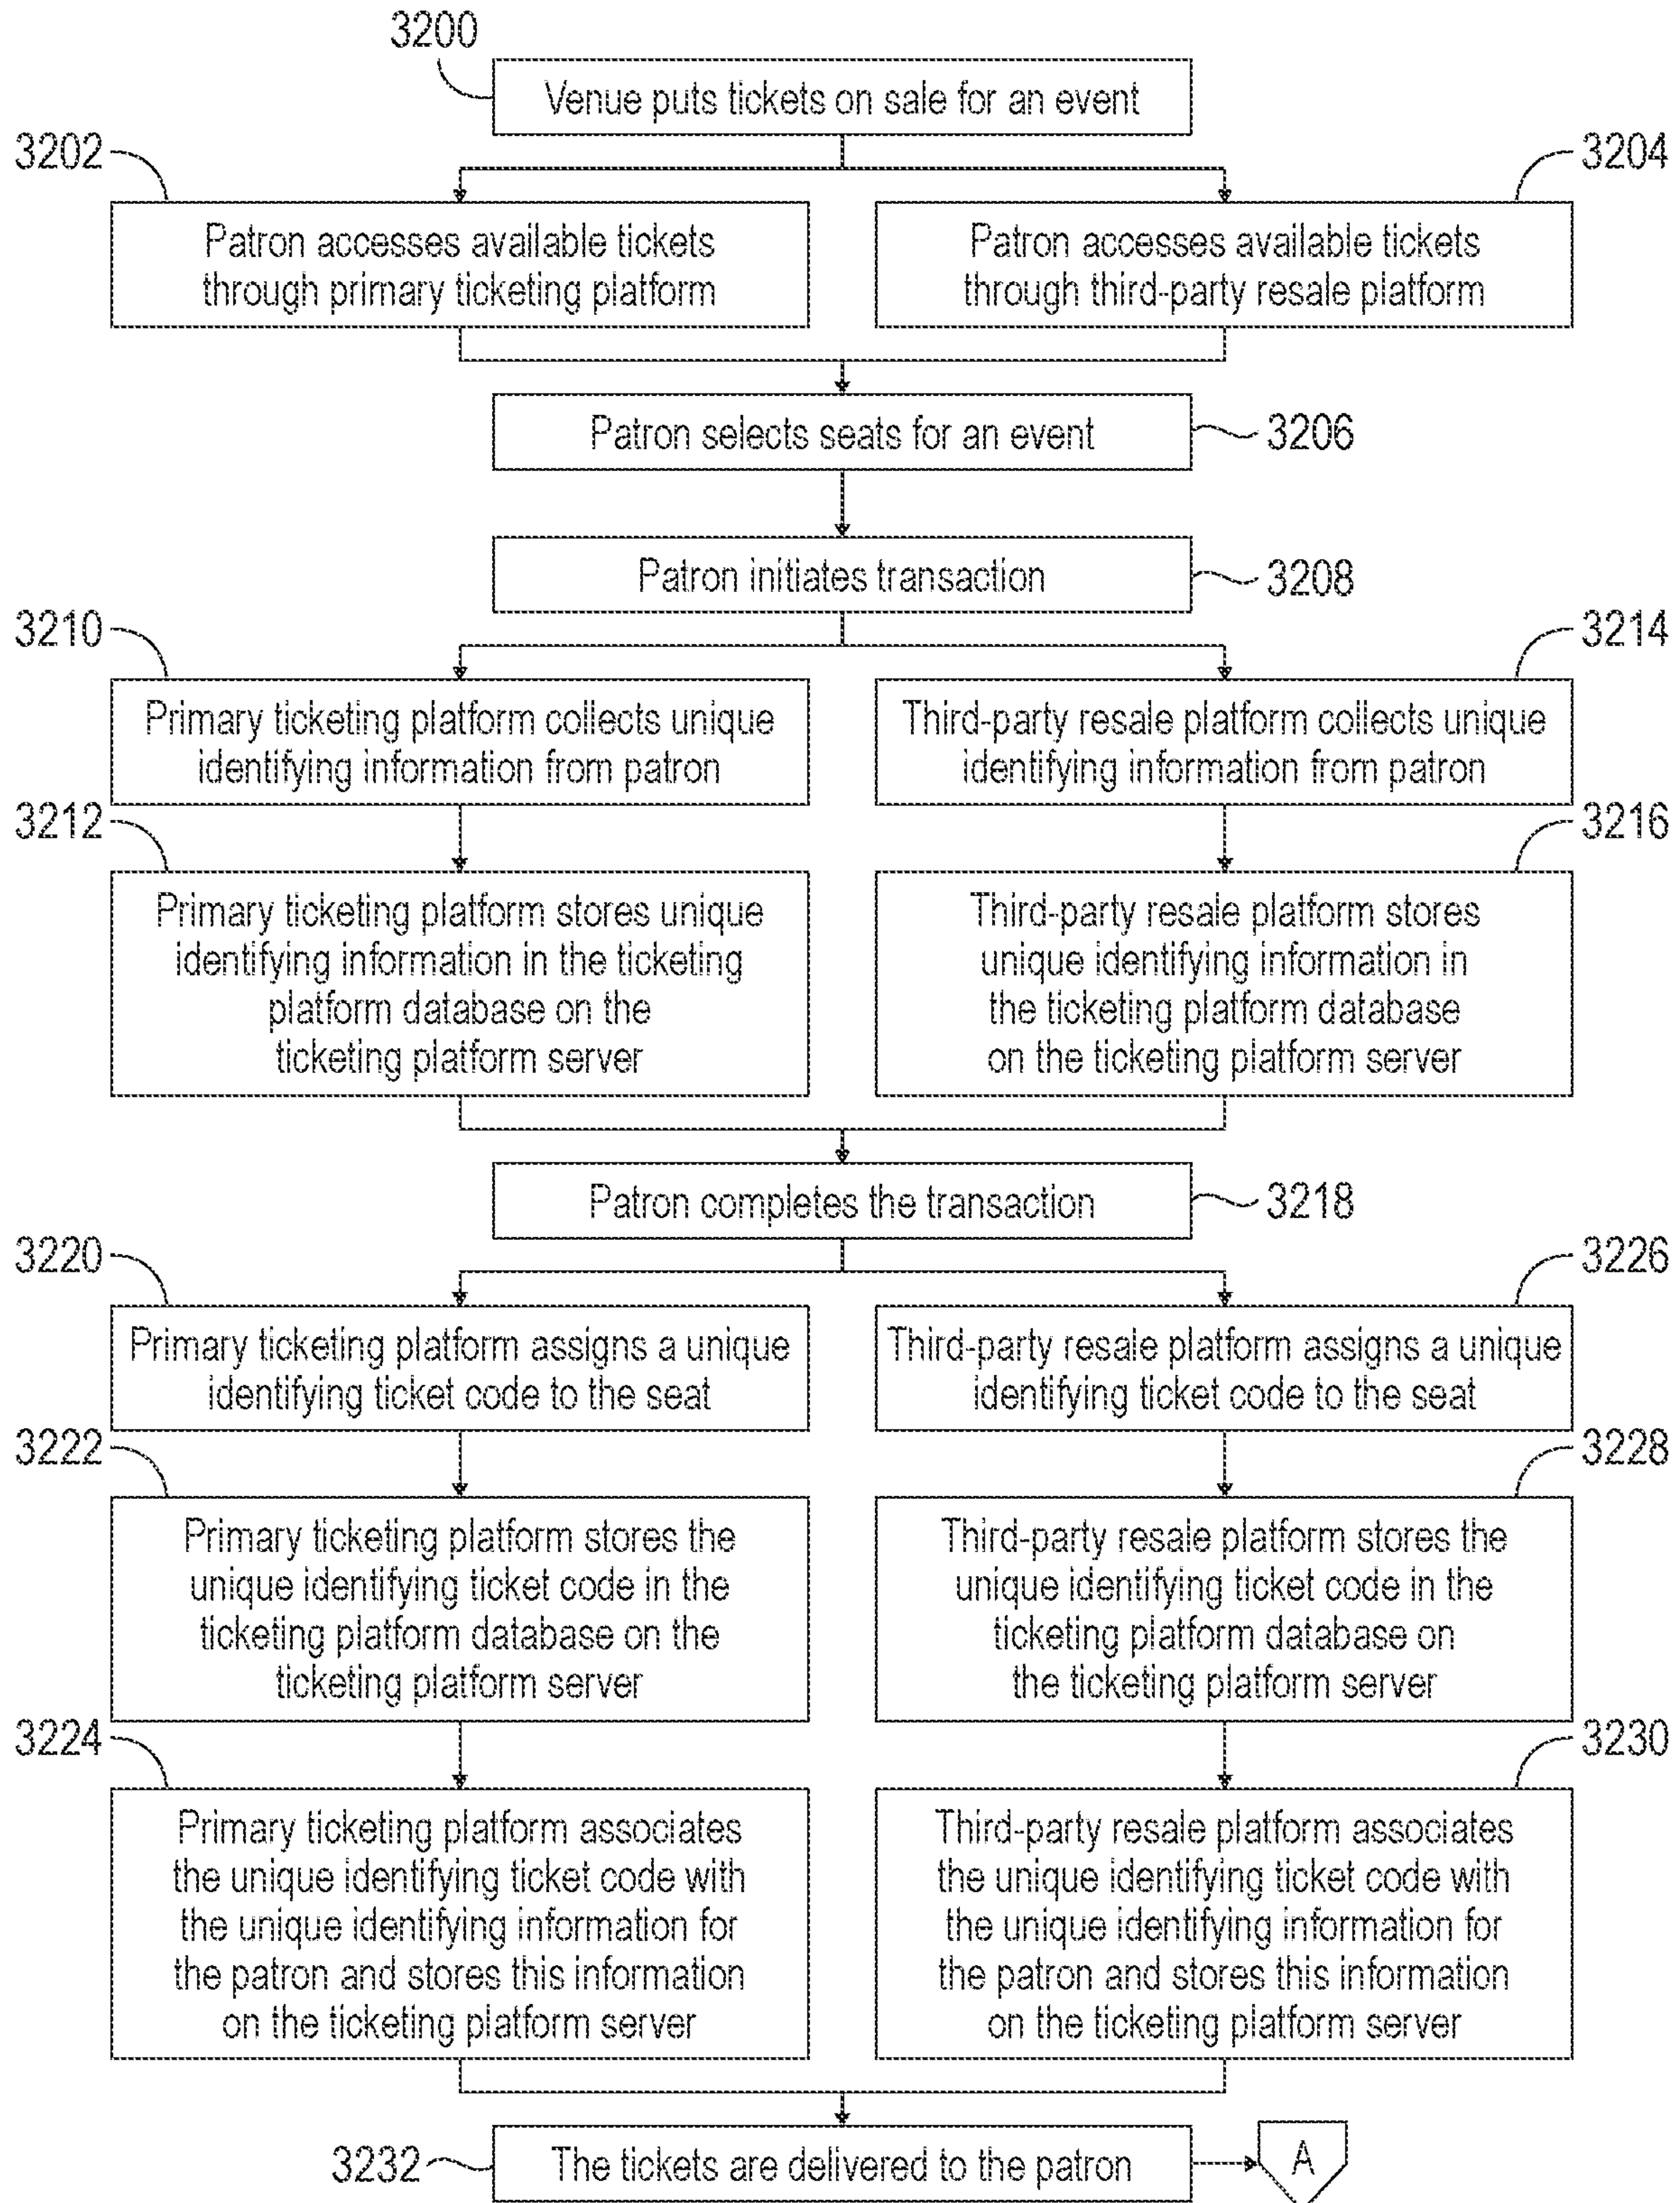 3200
Venue puts tickets on sale for an event
3202
3204
Patron accesses available tickets
through primary ticketing platform
Patron accesses available tickets
through third-party resale platform
Patron selects seats for an event
3206
Patron initiates transaction
3208
3210
3214
Primary ticketing platform collects unique
identifying information from patron
Third-party resale platform collects unique
identifying information from patron
3212
3216
Primary ticketing platform stores unique
identifying information in the ticketing
platform database on the
ticketing platform server
Third-party resale platform stores
unique identifying information in
the ticketing platform database
on the ticketing platform server
Patron completes the transaction
3218
3220
3226
Primary ticketing platform assigns a unique
identifying ticket code to the seat
Third-party resale platform assigns a unique
identifying ticket code to the seat
3222
3228
Primary ticketing platform stores the
unique identifying ticket code in the
ticketing platform database on the
ticketing platform server
Third-party resale platform stores the
unique identifying ticket code in the
ticketing platform database on
the ticketing platform server
3224
3230
Primary ticketing platform associates
the unique identifying ticket code with
the unique identifying information for
the patron and stores this information
on the ticketing platform server
Third-party resale platform associates
the unique identifying ticket code with
the unique identifying information for
the patron and stores this information
on the ticketing platform server
3232
The tickets are delivered to the patron
A